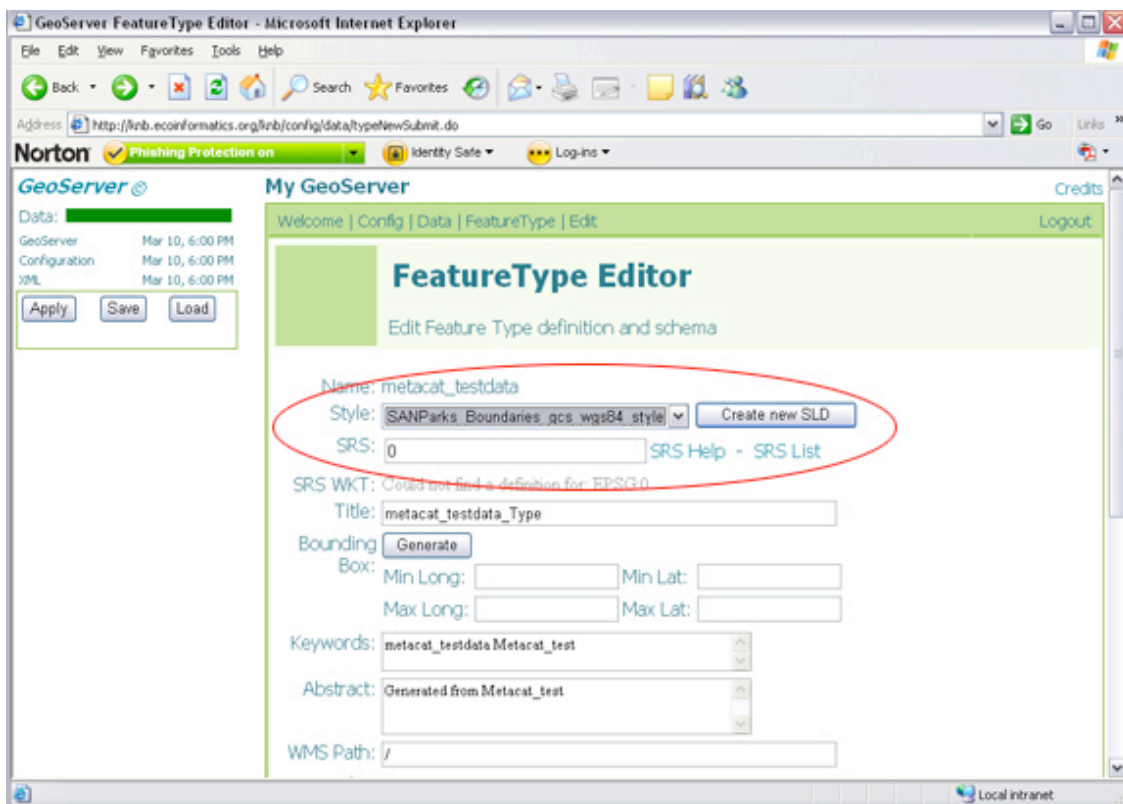 GeoServer FeatureType Editor - Microsoft Internet Explorer
File Edit View Favorites Tools Help
Back Search Favorites
Address http://knb.ecoinformatics.org/knb/config/data/typeNewSubmit.do Go Links »
Norton Phishing Protection on Identity Safe Log-ins
GeoServer © My GeoServer Credits
Data:
Welcome | Config | Data | FeatureType | Edit Logout
GeoServer Mar 10, 6:00 PM
Configuration Mar 10, 6:00 PM
XML Mar 10, 6:00 PM
Apply Save Load
FeatureType Editor
Edit Feature Type definition and schema
Name: metacat_testdata
Style: SANParks_Boundaries_gcs_wgs84_style Create new SLD
SRS: 0 SRS Help - SRS List
SRS WKT: Could not find a definition for: EPSG:0
Title: metacat_testdata_Type
Bounding Box: Generate
Min Long: Min Lat:
Max Long: Max Lat:
Keywords: metacat_testdata Metacat_test
Abstract: Generated from Metacat_test
WMS Path: /
Local intranet